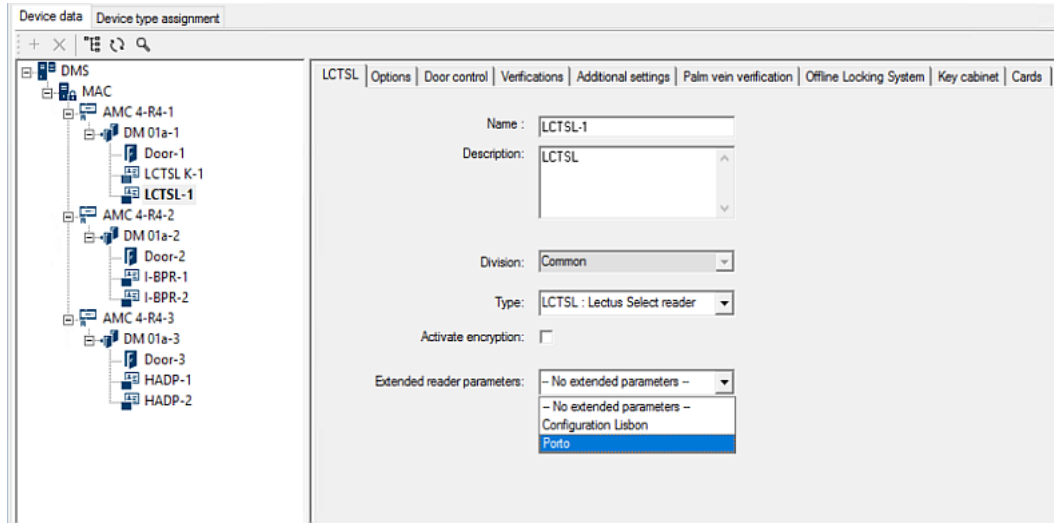 Device data Device type assignment
DMS
MAC
AMC 4-R4-1
DM 01a-1
Door-1
LCTSL K-1
LCTSL-1
AMC 4-R4-2
DM 01a-2
Door-2
I-BPR-1
I-BPR-2
AMC 4-R4-3
DM 01a-3
Door-3
HADP-1
HADP-2
LCTSL Options Door control Verifications Additional settings Palm vein verification Offline Locking System Key cabinet Cards
Name : LCTSL-1
Description: LCTSL
Division: Common
Type: LCTSL : Lectus Select reader
Activate encryption:
Extended reader parameters: -- No extended parameters --
-- No extended parameters --
Configuration Lisbon
Porto